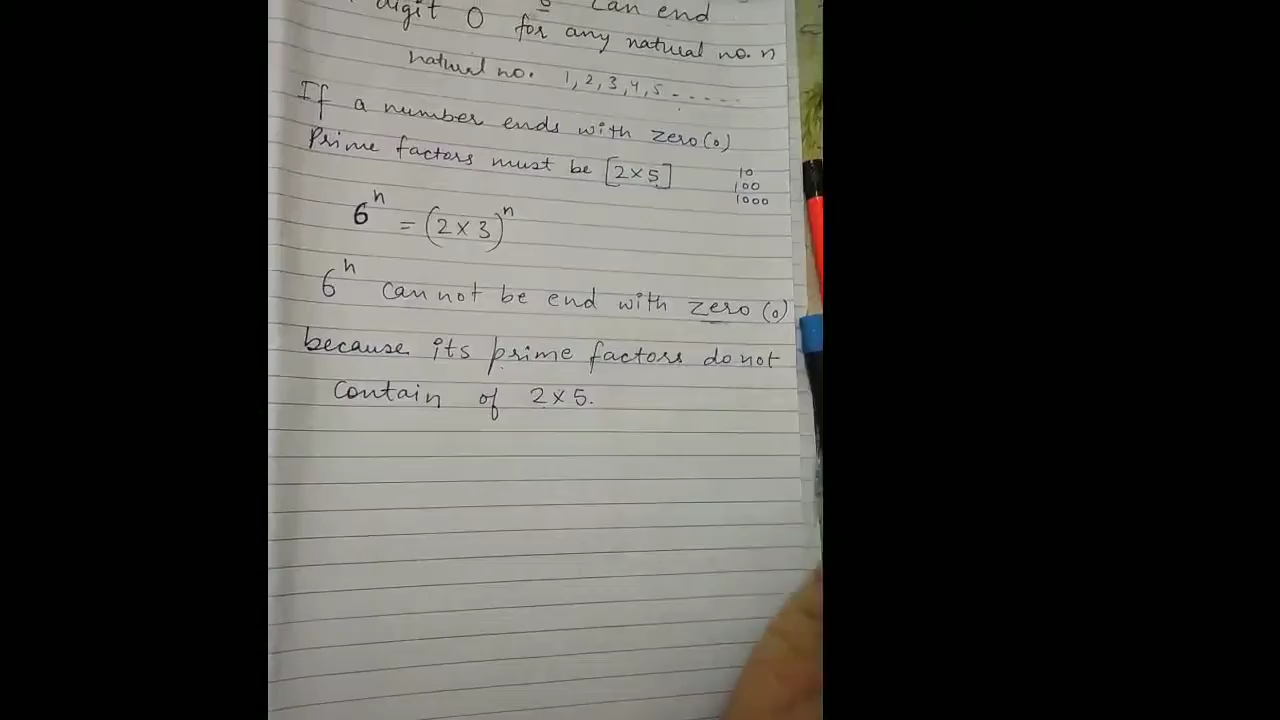 digit 0 for any natural no. n
can end
natural no. 1, 2, 3, 4, 5 - - - - -
If a number ends with zero (0)
Prime factors must be [2 x 5]
10
100
1000
6^n = (2 x 3)^n
6^n can not be end with zero (0)
because its prime factors do not
contain of 2 x 5.